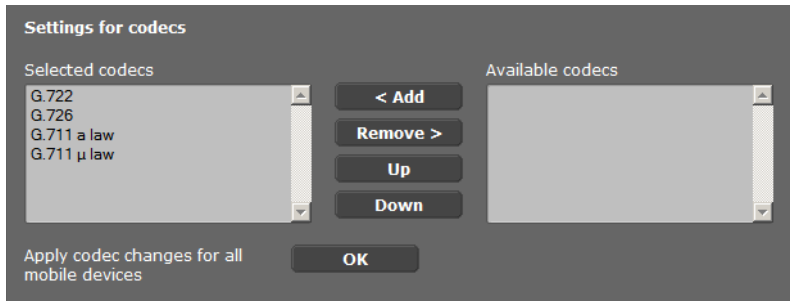 Settings for codecs
Selected codecs
Available codecs
G.722
G.726
G.711 a law
G.711 µ law
< Add
Remove >
Up
Down
Apply codec changes for all
mobile devices
OK